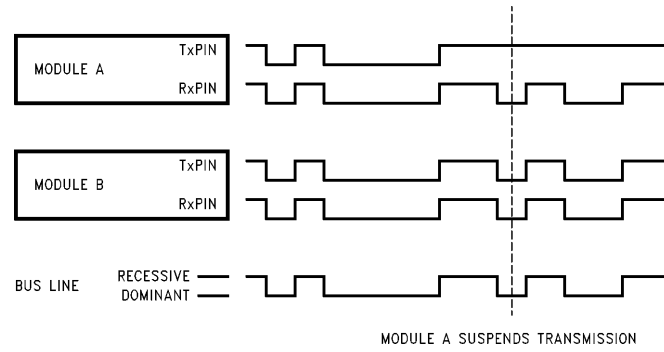 MODULE A
TxPIN
RxPIN
MODULE B
TxPIN
RxPIN
BUS LINE
RECESSIVE
DOMINANT
MODULE A SUSPENDS TRANSMISSION